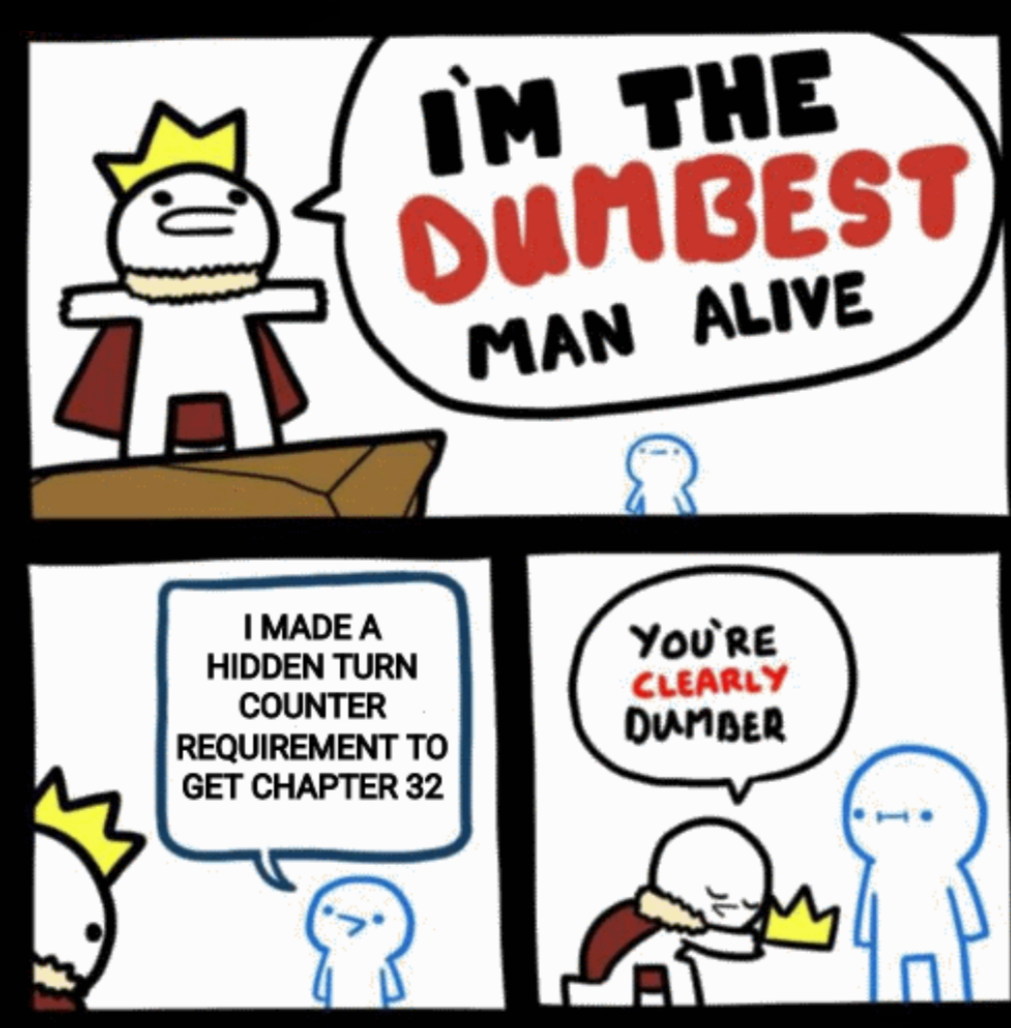 I'M THE
DUMBEST
MAN ALIVE
I MADE A
HIDDEN TURN
COUNTER
REQUIREMENT TO
GET CHAPTER 32
YOU'RE
CLEARLY
DUMBER